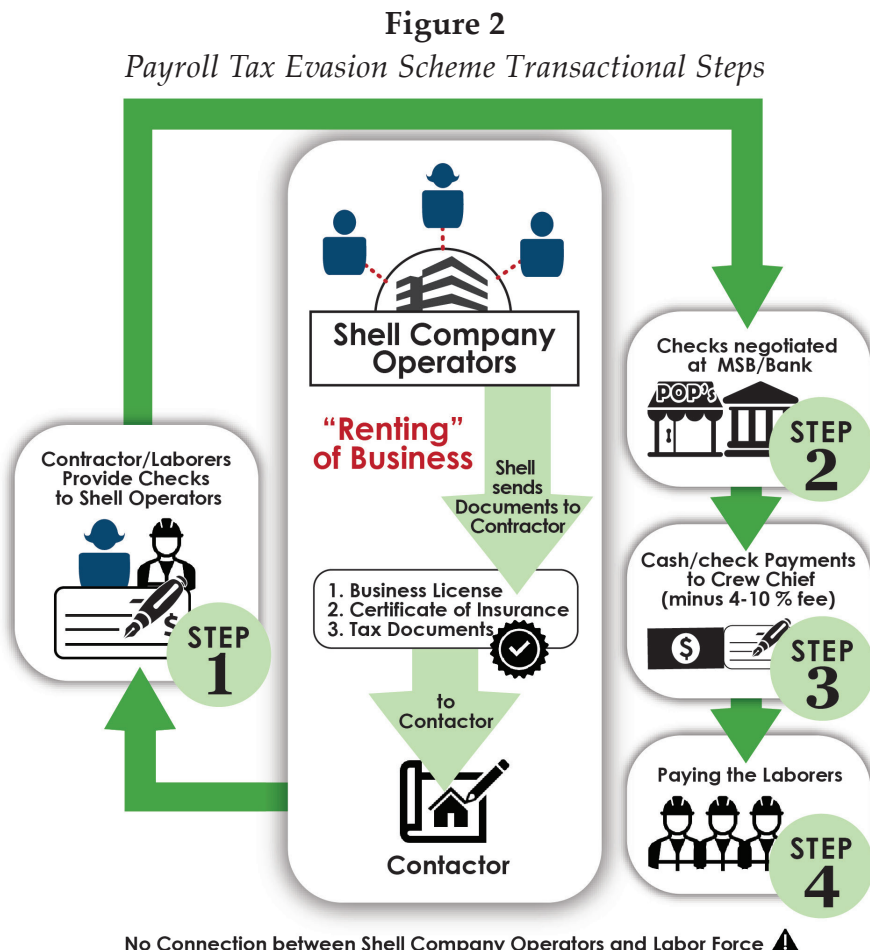 Figure 2
Payroll Tax Evasion Scheme Transactional Steps
Shell Company
Operators
"Renting"
of Business
Shell
sends
Documents to
Contractor
1. Business License
2. Certificate of Insurance
3. Tax Documents
to
Contactor
Contactor
Contractor/Laborers
Provide Checks
to Shell Operators
$
STEP
1
Checks negotiated
at MSB/Bank
POP's
STEP
2
Cash/check Payments
to Crew Chief
(minus 4-10 % fee)
$
STEP
3
Paying the Laborers
STEP
4
No Connection between Shell Company Operators and Labor Force